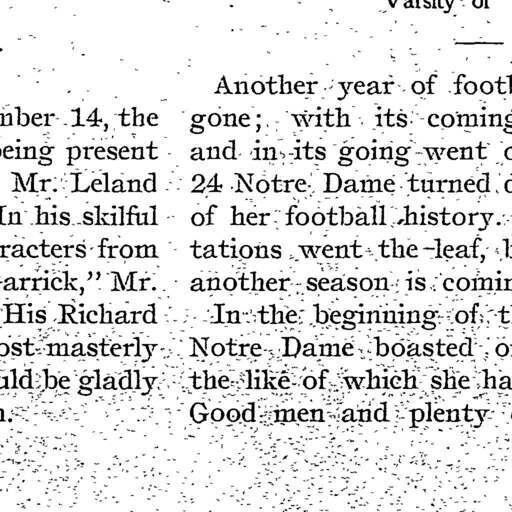 Varsity of
mber 14, the
being present
Mr. Leland
In his skilful
racters from
arrick," Mr.
His Richard
ost masterly
uld be gladly
n.
Another year of footb
gone; with its coming
and in its going went o
24 Notre Dame turned d
of her football history.
tations went the leaf, b
another season is comin
In the beginning of t
Notre Dame boasted o
the like of which she ha
Good men and plenty